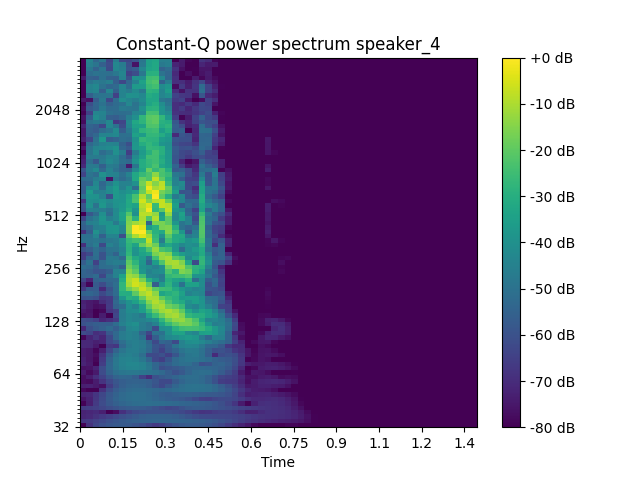 Constant-Q power spectrum speaker_4
Hz
2048
1024
512
256
128
64
32
0 0.15 0.3 0.45 0.6 0.75 0.9 1.1 1.2 1.4
Time
+0 dB
-10 dB
-20 dB
-30 dB
-40 dB
-50 dB
-60 dB
-70 dB
-80 dB